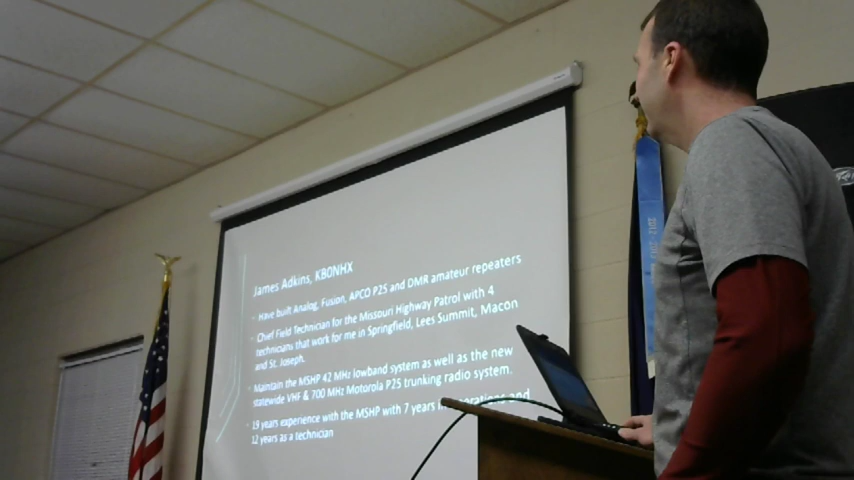 James Adkins, KB0NHX
- Have built Analog, Fusion, APCO P25 and DMR amateur repeaters
- Chief Field Technician for the Missouri Highway Patrol with 4
technicians that work for me in Springfield, Lees Summit, Macon
and St. Joseph.
- Maintain the MSHP 42 MHz lowband system as well as the new
statewide VHF & 700 MHz Motorola P25 trunking radio system.
- 19 years experience with the MSHP with 7 years in and
12 years as a technician